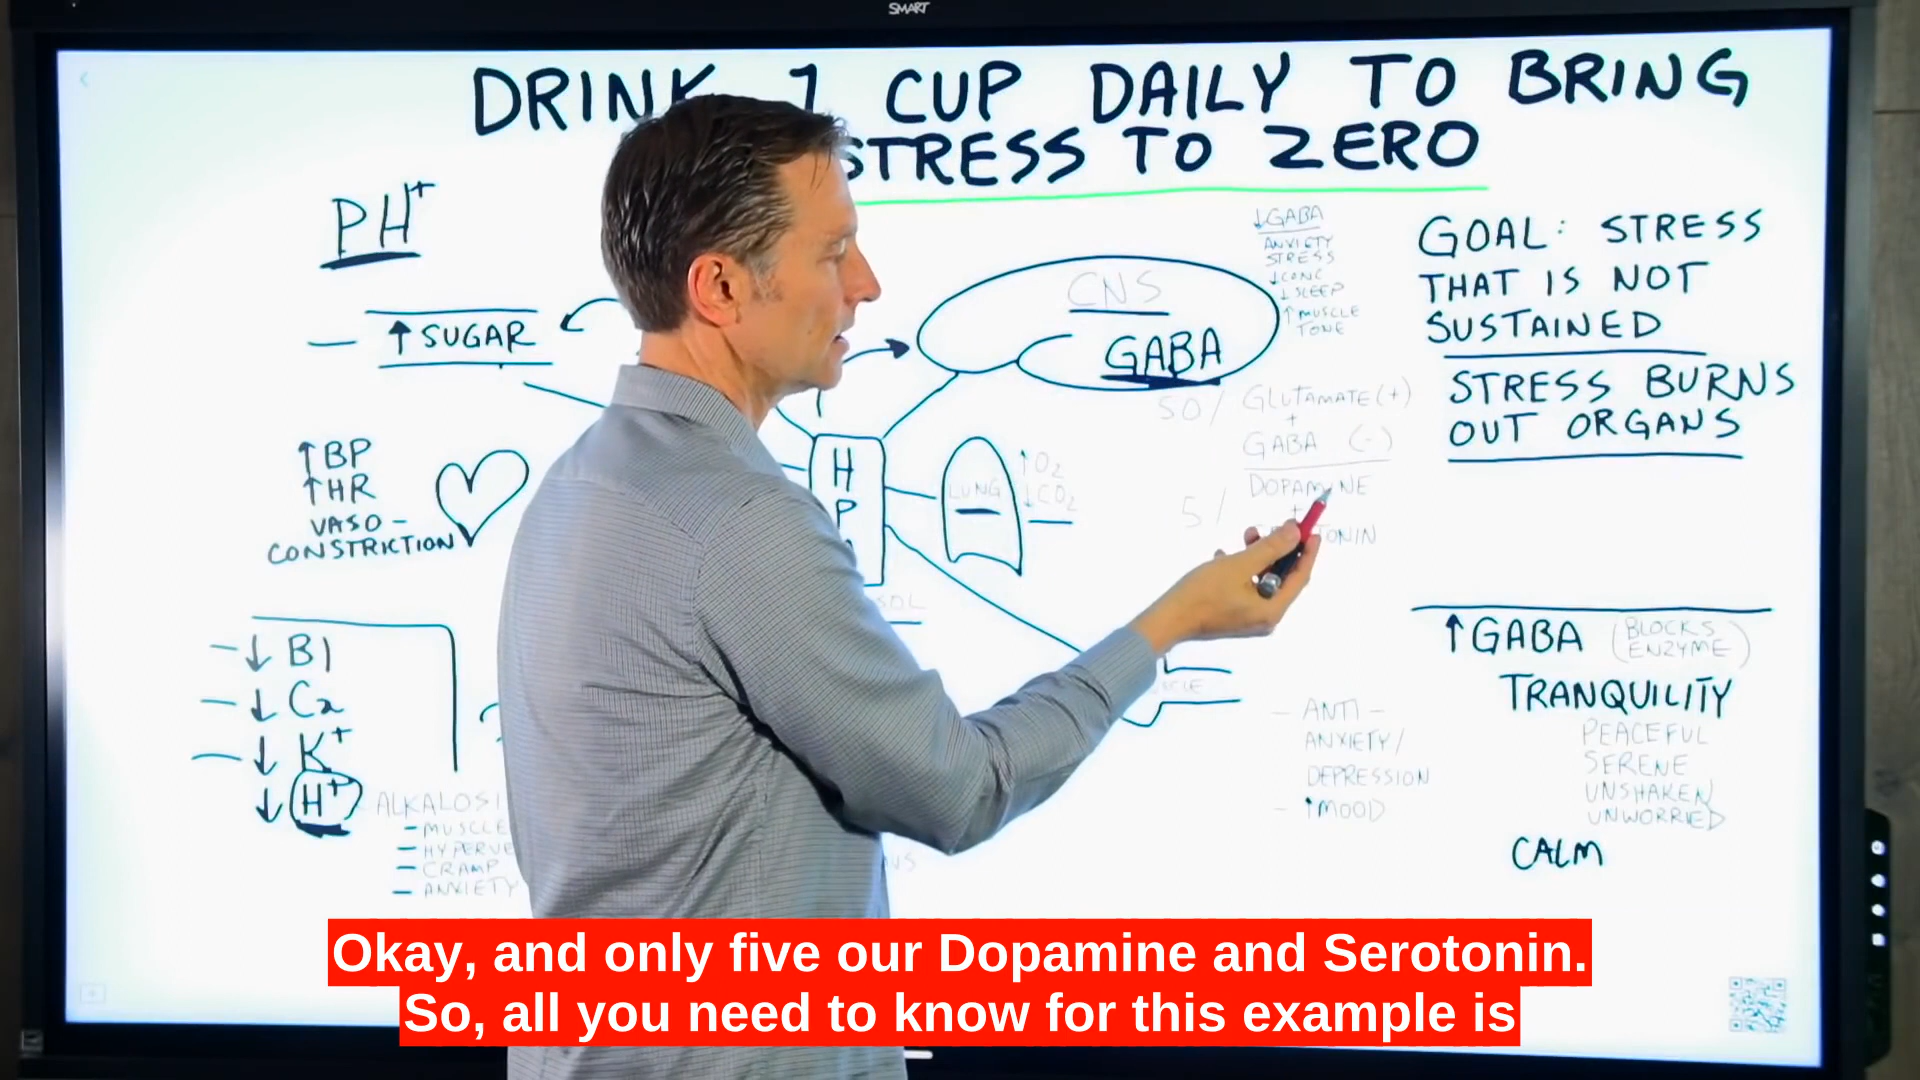 SMART
DRINK 1 CUP DAILY TO BRING
STRESS TO ZERO
PH+
↑ SUGAR
↑BP
↑HR
VASO-
CONSTRICTION
↓ B1
↓ Ca
↓ K+
↓ H+
MUSCLE
CRAMP
ANXIETY
CNS
GABA
↓GABA
ANXIETY
STRESS
↓CONC
↓SLEEP
↑MUSCLE
TONE
50/ GLUTAMATE (+)
+
GABA (-)
5/ DOPAMINE
+
H
P
LUNG
↑O2
↓CO2
GOAL: STRESS
THAT IS NOT
SUSTAINED
STRESS BURNS
OUT ORGANS
↑GABA (BLOCKS
ENZYME)
TRANQUILITY
PEACEFUL
SERENE
UNSHAKEN
UNWORRIED
CALM
- ANTI-
ANXIETY/
DEPRESSION
- ↑MOOD
Okay, and only five our Dopamine and Serotonin.
So, all you need to know for this example is